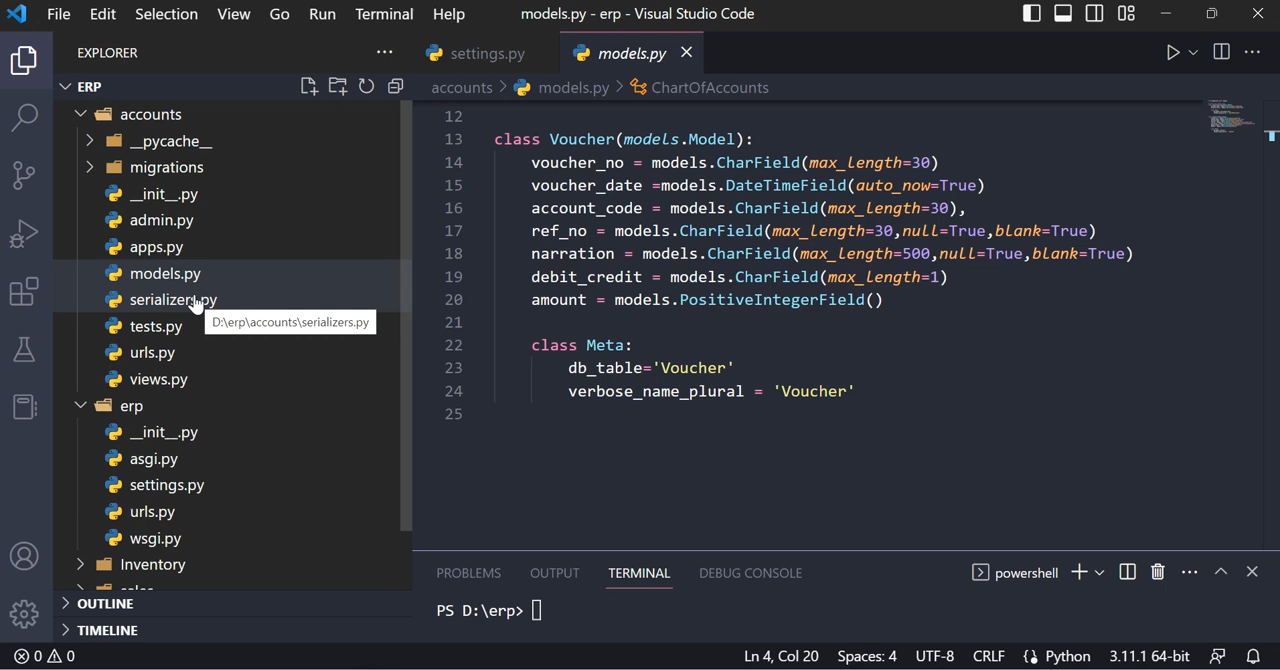 File Edit Selection View Go Run Terminal Help models.py - erp - Visual Studio Code
EXPLORER
settings.py models.py
ERP
accounts > models.py > ChartOfAccounts
accounts
__pycache__
migrations
__init__.py
admin.py
apps.py
models.py
serializers.py
D:\erp\accounts\serializers.py
tests.py
urls.py
views.py
erp
__init__.py
asgi.py
settings.py
urls.py
wsgi.py
Inventory
OUTLINE
TIMELINE
12
13 class Voucher(models.Model):
14 voucher_no = models.CharField(max_length=30)
15 voucher_date =models.DateTimeField(auto_now=True)
16 account_code = models.CharField(max_length=30),
17 ref_no = models.CharField(max_length=30,null=True,blank=True)
18 narration = models.CharField(max_length=500,null=True,blank=True)
19 debit_credit = models.CharField(max_length=1)
20 amount = models.PositiveIntegerField()
21
22 class Meta:
23 db_table='Voucher'
24 verbose_name_plural = 'Voucher'
25
PROBLEMS OUTPUT TERMINAL DEBUG CONSOLE powershell
PS D:\erp>
0 0 Ln 4, Col 20 Spaces: 4 UTF-8 CRLF Python 3.11.1 64-bit